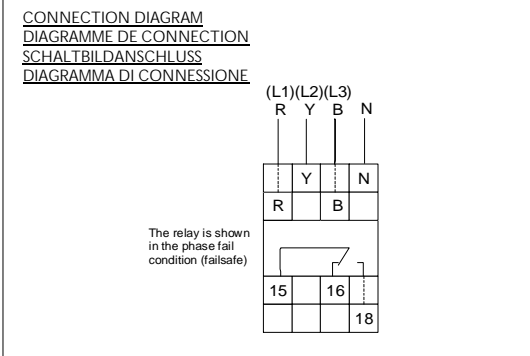 CONNECTION DIAGRAM
DIAGRAMME DE CONNECTION
SCHALTBILDANSCHLUSS
DIAGRAMMA DI CONNESSIONE
(L1)(L2)(L3)
R Y B N
Y N
R B
The relay is shown
in the phase fail
condition (failsafe)
15 16
18